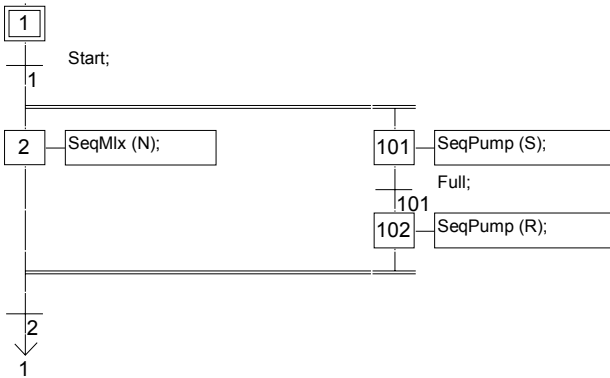 1
Start;
1
2
SeqMIx (N);
101
SeqPump (S);
Full;
101
102
SeqPump (R);
2
1